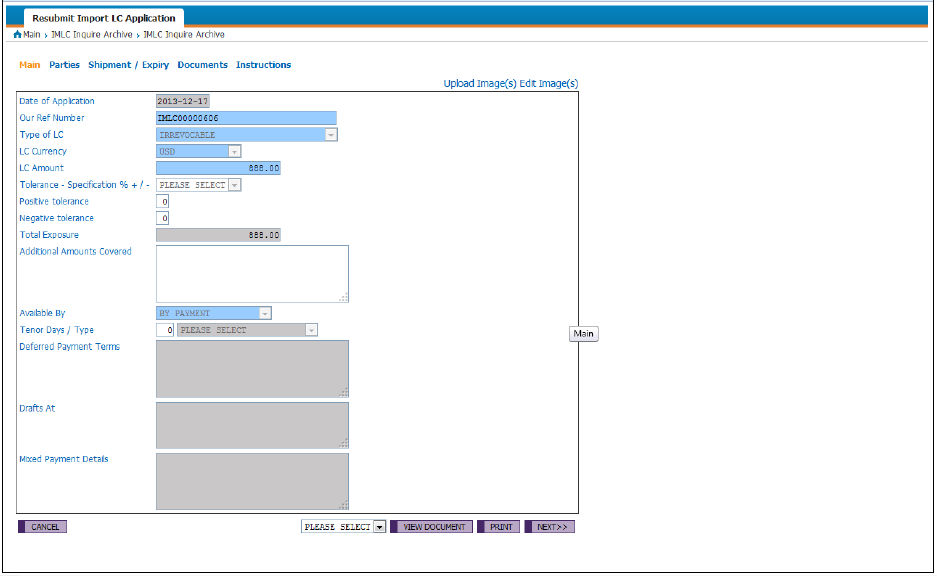 Resubmit Import LC Application
Main › IMLC Inquire Archive › IMLC Inquire Archive
Main Parties Shipment / Expiry Documents Instructions
Upload Image(s) Edit Image(s)
Date of Application 2013-12-17
Our Ref Number IMLC00000606
Type of LC IRREVOCABLE
LC Currency USD
LC Amount 888.00
Tolerance - Specification % + / - PLEASE SELECT
Positive tolerance 0
Negative tolerance 0
Total Exposure 888.00
Additional Amounts Covered
Available By BY PAYMENT
Tenor Days / Type 0 PLEASE SELECT
Main
Deferred Payment Terms
Drafts At
Mixed Payment Details
CANCEL PLEASE SELECT VIEW DOCUMENT PRINT NEXT>>